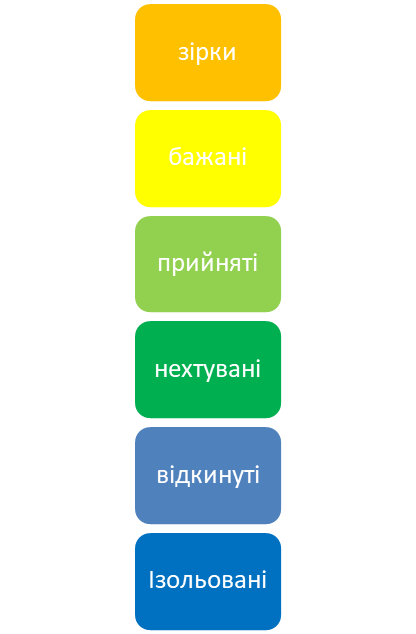 зірки
бажані
прийняті
нехтувані
відкинуті
Ізольовані